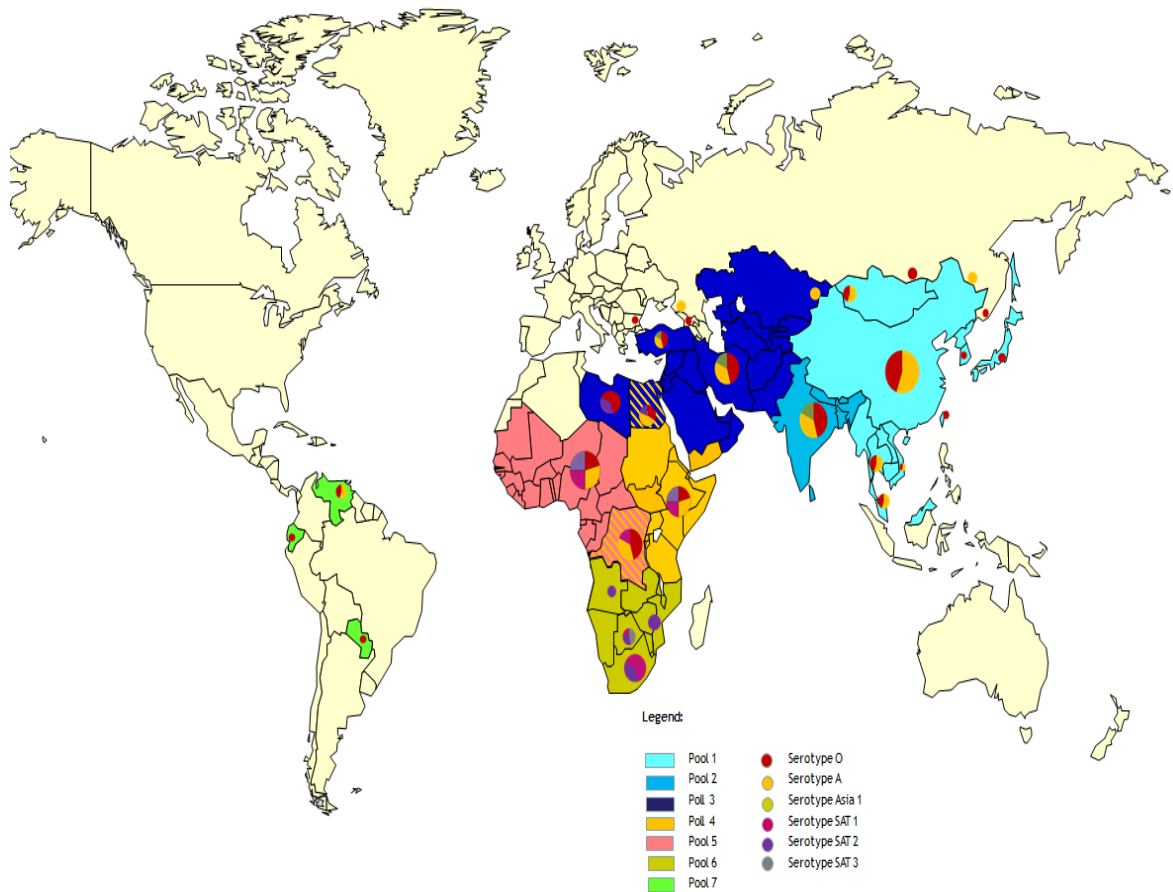 Legend:
Pool 1
Serotype O
Pool 2
Serotype A
Poll 3
Serotype Asia 1
Poll 4
Serotype SAT 1
Pool 5
Serotype SAT 2
Pool 6
Serotype SAT 3
Pool 7